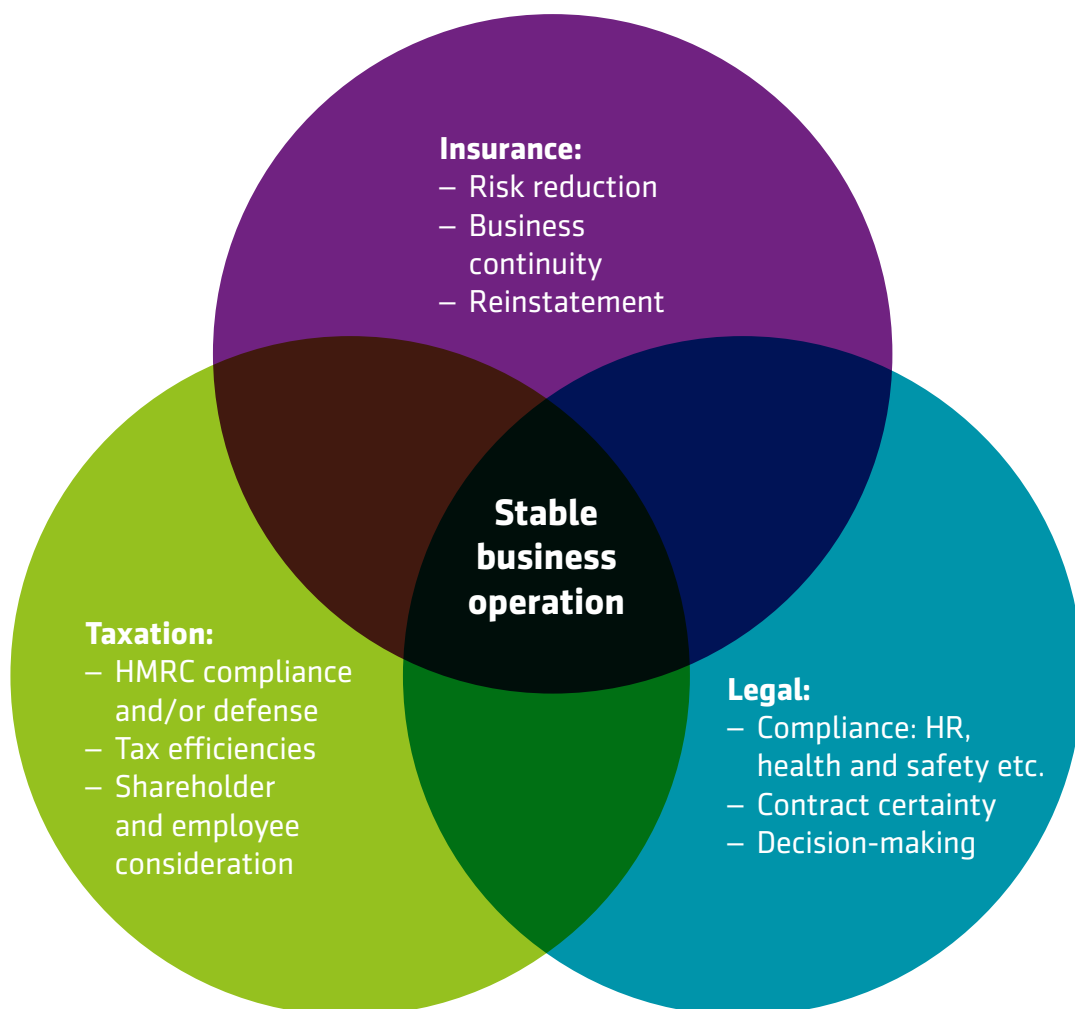 Insurance:
– Risk reduction
– Business
continuity
– Reinstatement
Stable
business
operation
Taxation:
– HMRC compliance
and/or defense
– Tax efficiencies
– Shareholder
and employee
consideration
Legal:
– Compliance: HR,
health and safety etc.
– Contract certainty
– Decision-making